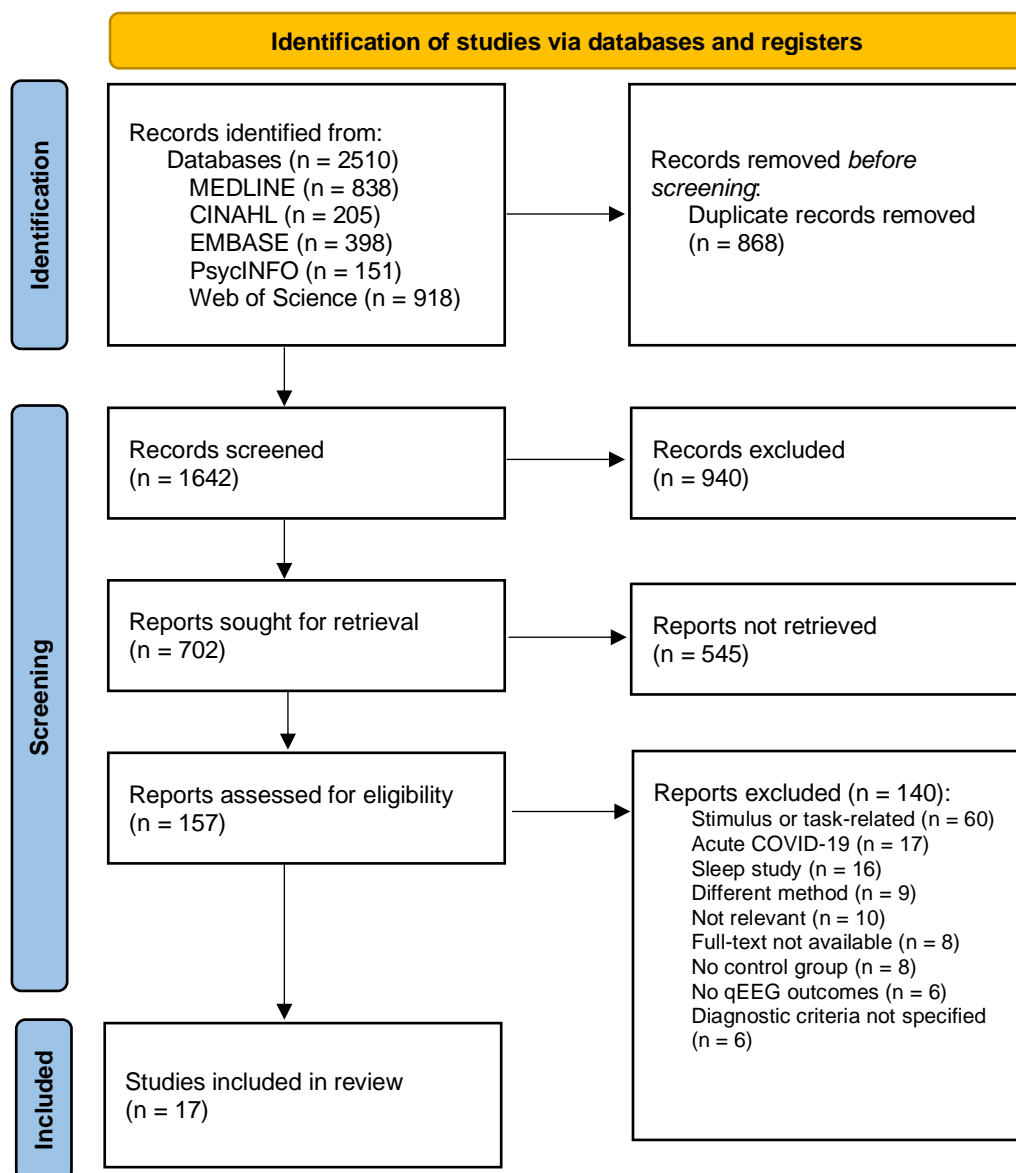 Identification of studies via databases and registers
Identification
Records identified from:
Databases (n = 2510)
MEDLINE (n = 838)
CINAHL (n = 205)
EMBASE (n = 398)
PsycINFO (n = 151)
Web of Science (n = 918)
Records removed before
screening:
Duplicate records removed
(n = 868)
Screening
Records screened
(n = 1642)
Records excluded
(n = 940)
Reports sought for retrieval
(n = 702)
Reports not retrieved
(n = 545)
Reports assessed for eligibility
(n = 157)
Reports excluded (n = 140):
Stimulus or task-related (n = 60)
Acute COVID-19 (n = 17)
Sleep study (n = 16)
Different method (n = 9)
Not relevant (n = 10)
Full-text not available (n = 8)
No control group (n = 8)
No qEEG outcomes (n = 6)
Diagnostic criteria not specified
(n = 6)
Included
Studies included in review
(n = 17)